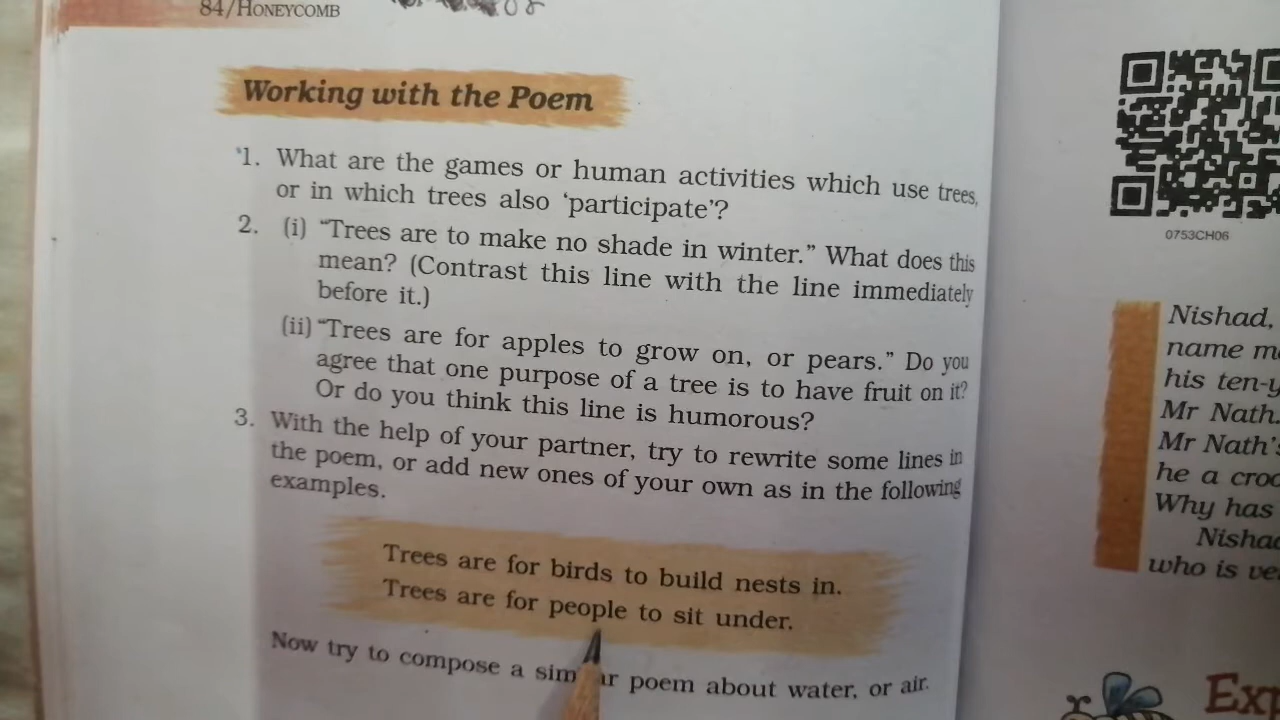 84/HONEYCOMB
Working with the Poem
1. What are the games or human activities which use trees,
or in which trees also ‘participate’?
2. (i) “Trees are to make no shade in winter.” What does this
mean? (Contrast this line with the line immediately
before it.)
(ii) “Trees are for apples to grow on, or pears.” Do you
agree that one purpose of a tree is to have fruit on it?
Or do you think this line is humorous?
3. With the help of your partner, try to rewrite some lines in
the poem, or add new ones of your own as in the following
examples.
Trees are for birds to build nests in.
Trees are for people to sit under.
Now try to compose a poem about water, or air.
0753CH06
Nishad,
name
his
Mr Nath
Mr Nath's
he a
Why has
who is